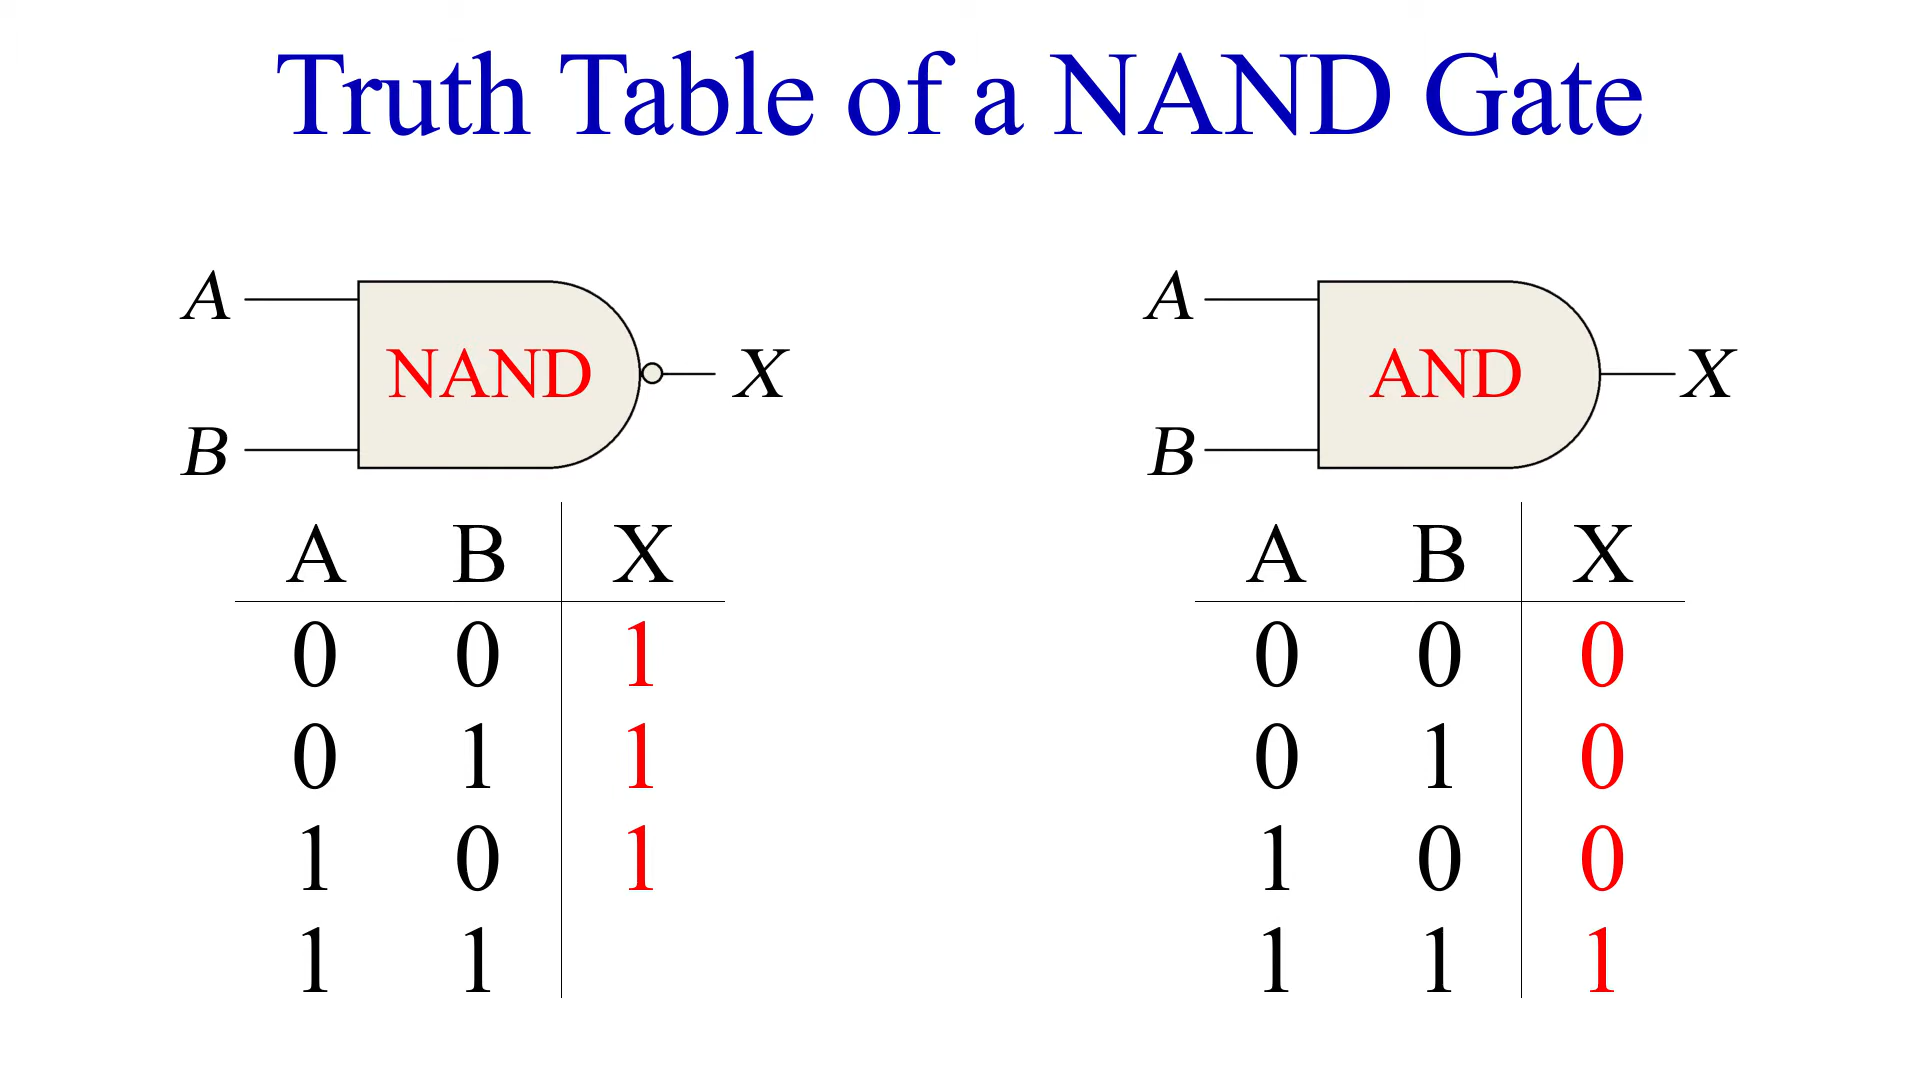 Truth Table of a NAND Gate
A
NAND
X
B
A B X
0 0 1
0 1 1
1 0 1
1 1
A
AND
X
B
A B X
0 0 0
0 1 0
1 0 0
1 1 1